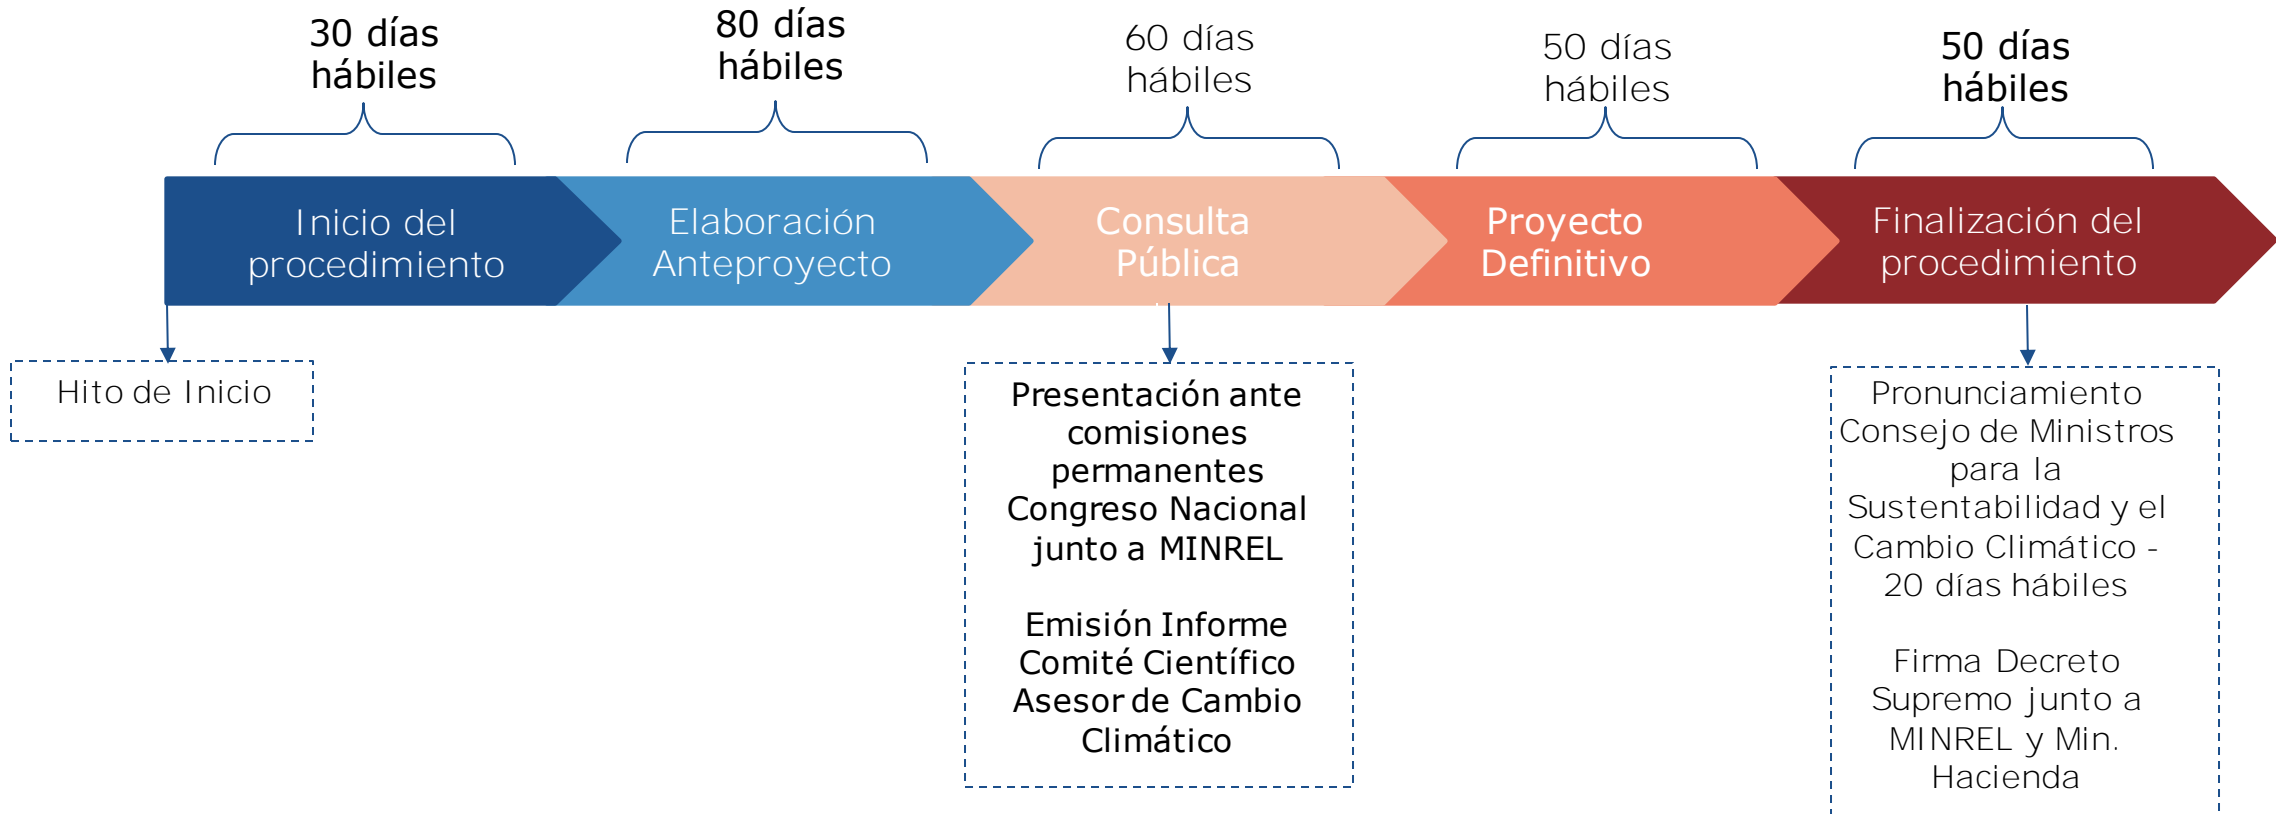 30 días
hábiles
80 días
hábiles
60 días
hábiles
50 días
hábiles
50 días
hábiles
Inicio del
procedimiento
Elaboración
Anteproyecto
Consulta
Pública
Proyecto
Definitivo
Finalización del
procedimiento
Hito de Inicio
Presentación ante
comisiones
permanentes
Congreso Nacional
junto a MINREL
Emisión Informe
Comité Científico
Asesor de Cambio
Climático
Pronunciamiento
Consejo de Ministros
para la
Sustentabilidad y el
Cambio Climático -
20 días hábiles
Firma Decreto
Supremo junto a
MINREL y Min.
Hacienda